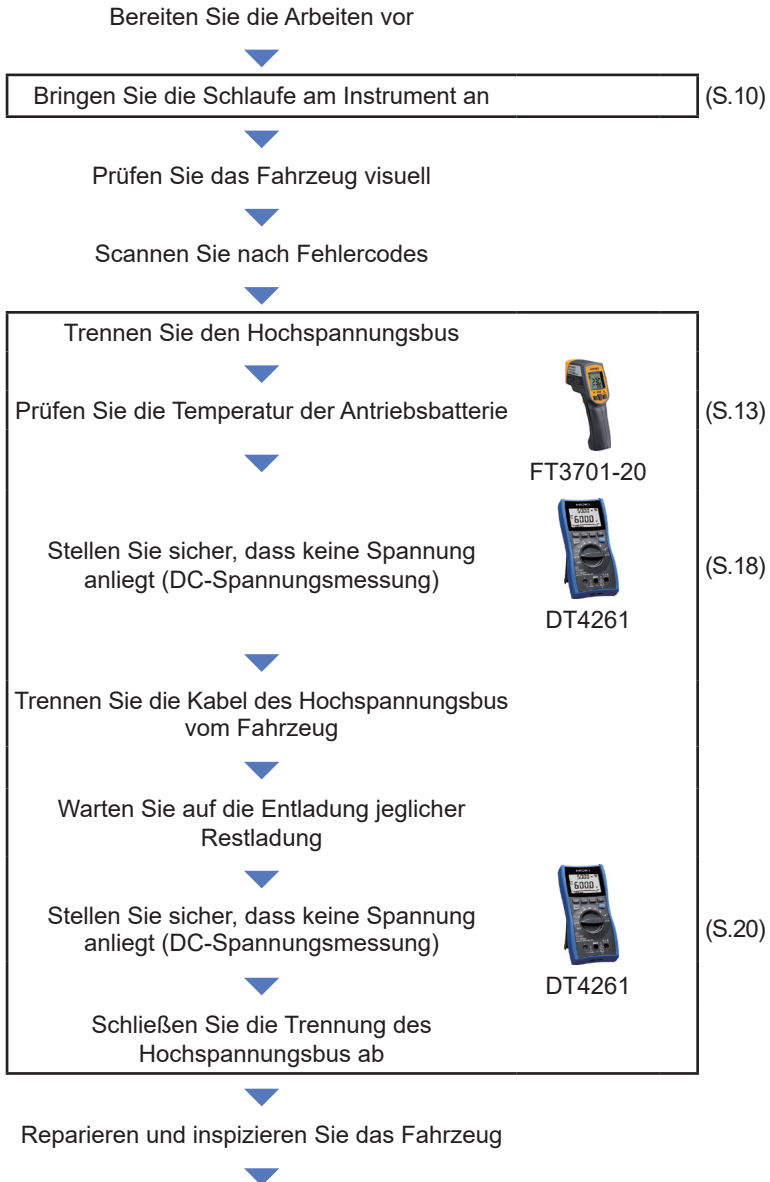 Bereiten Sie die Arbeiten vor
Bringen Sie die Schlaufe am Instrument an (S.10)
Prüfen Sie das Fahrzeug visuell
Scannen Sie nach Fehlercodes
Trennen Sie den Hochspannungsbus
Prüfen Sie die Temperatur der Antriebsbatterie (S.13)
FT3701-20
Stellen Sie sicher, dass keine Spannung
anliegt (DC-Spannungsmessung) (S.18)
DT4261
Trennen Sie die Kabel des Hochspannungsbus
vom Fahrzeug
Warten Sie auf die Entladung jeglicher
Restladung
Stellen Sie sicher, dass keine Spannung
anliegt (DC-Spannungsmessung) (S.20)
DT4261
Schließen Sie die Trennung des
Hochspannungsbus ab
Reparieren und inspizieren Sie das Fahrzeug